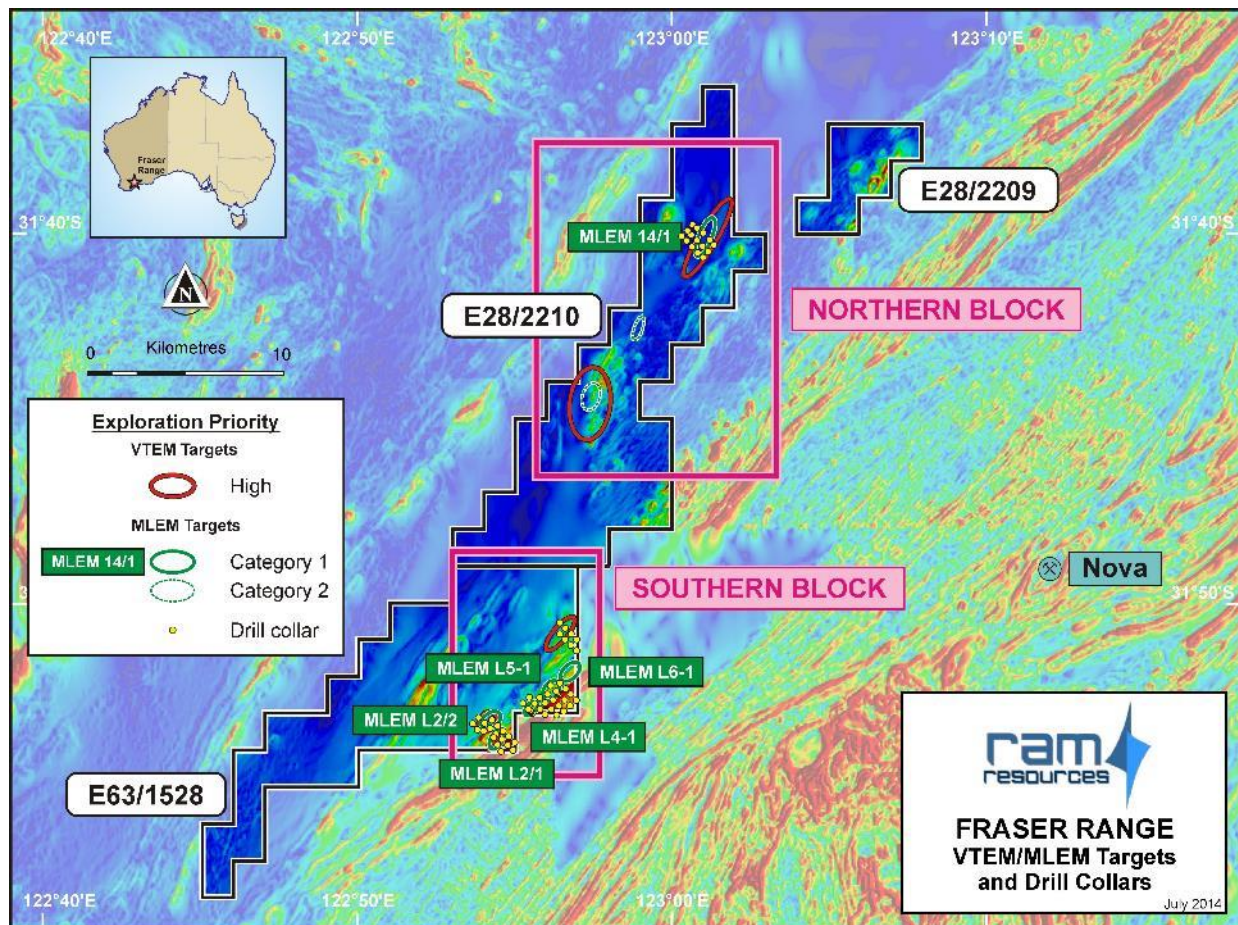 122°40'E
122°50'E
123°00'E
123°10'E
Fraser
Range
31°40'S
31°40'S
E28/2209
MLEM 14/1
N
E28/2210
NORTHERN BLOCK
0 Kilometres 10
Exploration Priority
VTEM Targets
High
MLEM Targets
MLEM 14/1 Category 1
Category 2
Drill collar
Nova
SOUTHERN BLOCK
31°50'S
MLEM L5-1
MLEM L6-1
MLEM L2/2
MLEM L4-1
MLEM L2/1
E63/1528
ram
resources
FRASER RANGE
VTEM/MLEM Targets
and Drill Collars
July 2014
122°40'E
122°50'E
123°00'E